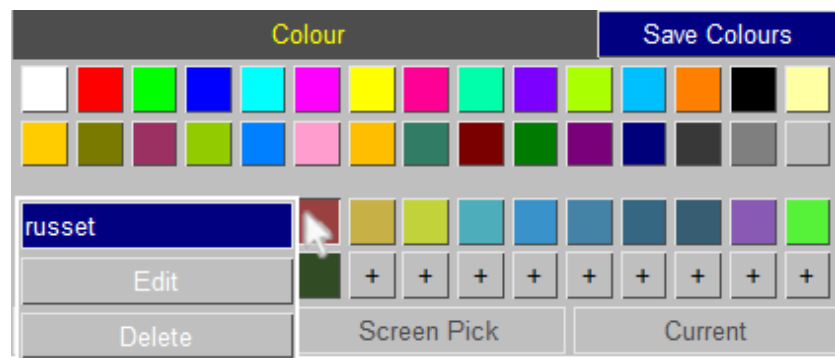 Colour
Save Colours
russet
Edit
+ + + + + + + + +
Delete
Screen Pick
Current